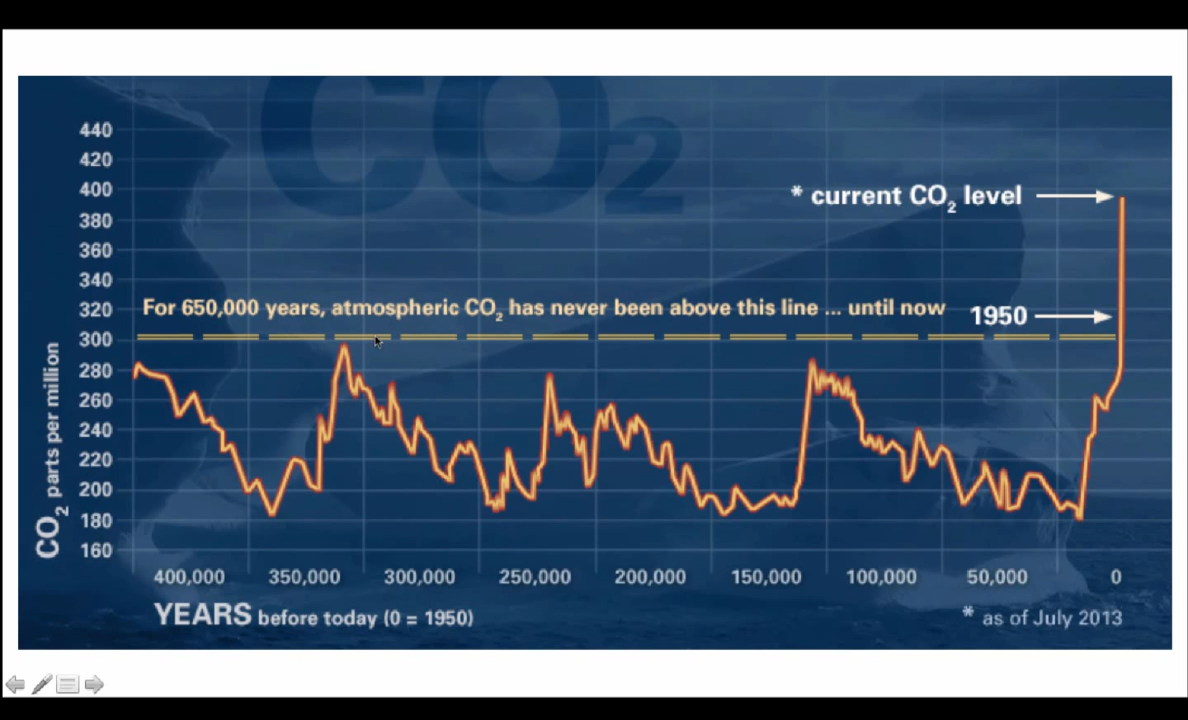 CO2
440
420
400
380
360
340
320
300
280
260
240
220
200
180
160
CO2 parts per million
* current CO2 level
For 650,000 years, atmospheric CO2 has never been above this line ... until now
1950
400,000 350,000 300,000 250,000 200,000 150,000 100,000 50,000 0
YEARS before today (0 = 1950)
* as of July 2013